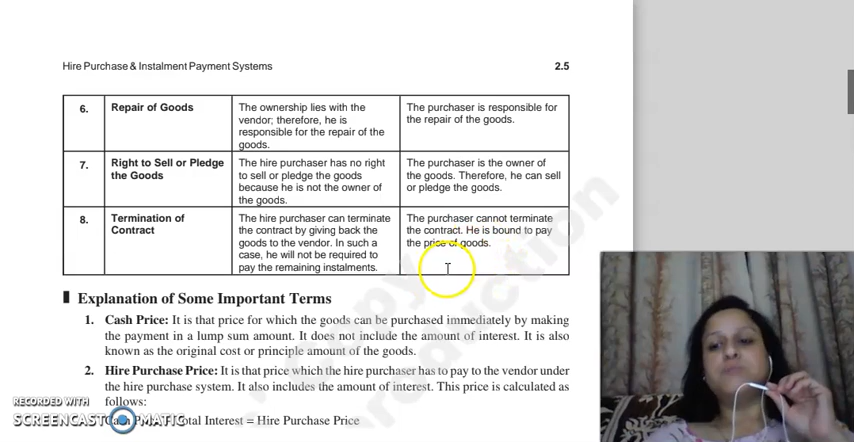 Hire Purchase & Instalment Payment Systems 2.5
6. Repair of Goods
The ownership lies with the
vendor; therefore, he is
responsible for the repair of the
goods.
The purchaser is responsible for
the repair of the goods.
7. Right to Sell or Pledge
the Goods
The hire purchaser has no right
to sell or pledge the goods
because he is not the owner of
the goods.
The purchaser is the owner of
the goods. Therefore, he can sell
or pledge the goods.
8. Termination of
Contract
The hire purchaser can terminate
the contract by giving back the
goods to the vendor. In such a
case, he will not be required to
pay the remaining instalments.
The purchaser cannot terminate
the contract. He is bound to pay
the price of goods.
Explanation of Some Important Terms
1. Cash Price: It is that price for which the goods can be purchased immediately by making
the payment in a lump sum amount. It does not include the amount of interest. It is also
known as the original cost or principle amount of the goods.
2. Hire Purchase Price: It is that price which the hire purchaser has to pay to the vendor under
the hire purchase system. It also includes the amount of interest. This price is calculated as
follows:
Total Interest = Hire Purchase Price
RECORDED WITH
SCREENCAST-O-MATIC